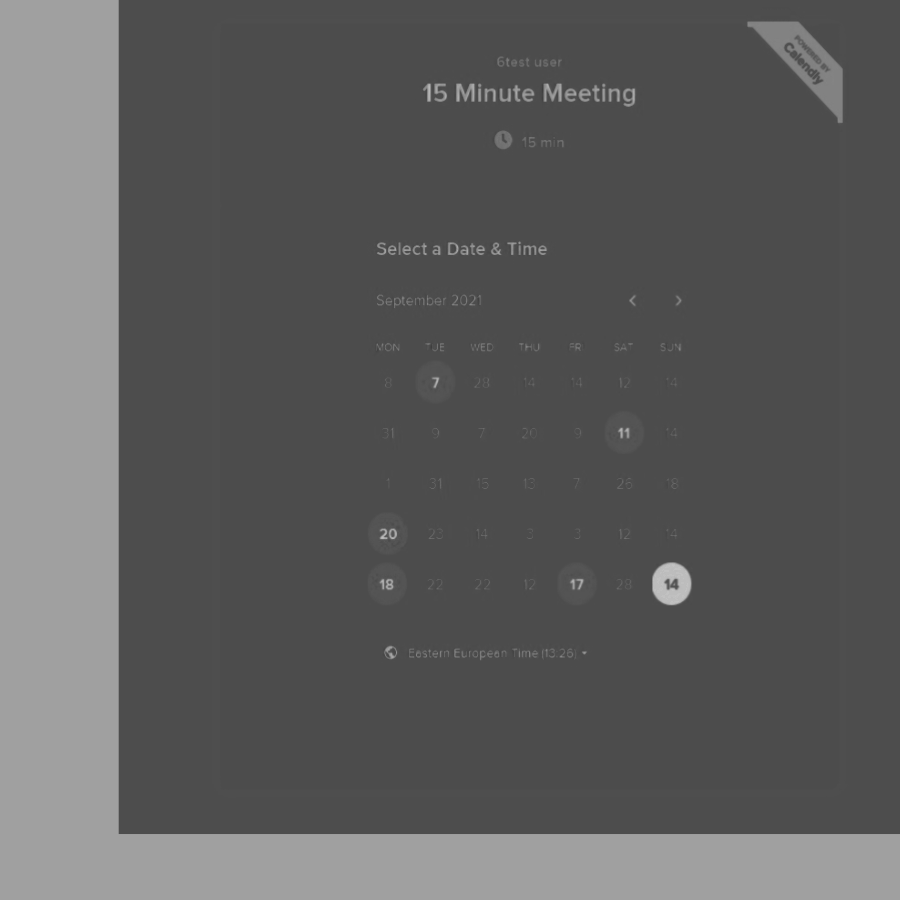 POWERED BY
Calendly
6test user
15 Minute Meeting
15 min
Select a Date & Time
September 2021
MON TUE WED THU FR SAT SUN
8 7 28 14 14 12 14
31 9 7 20 9 11 14
1 31 15 13 7 26 18
20 23 14 3 3 12 14
18 22 22 12 17 28 14
Eastern European Time (13:26)